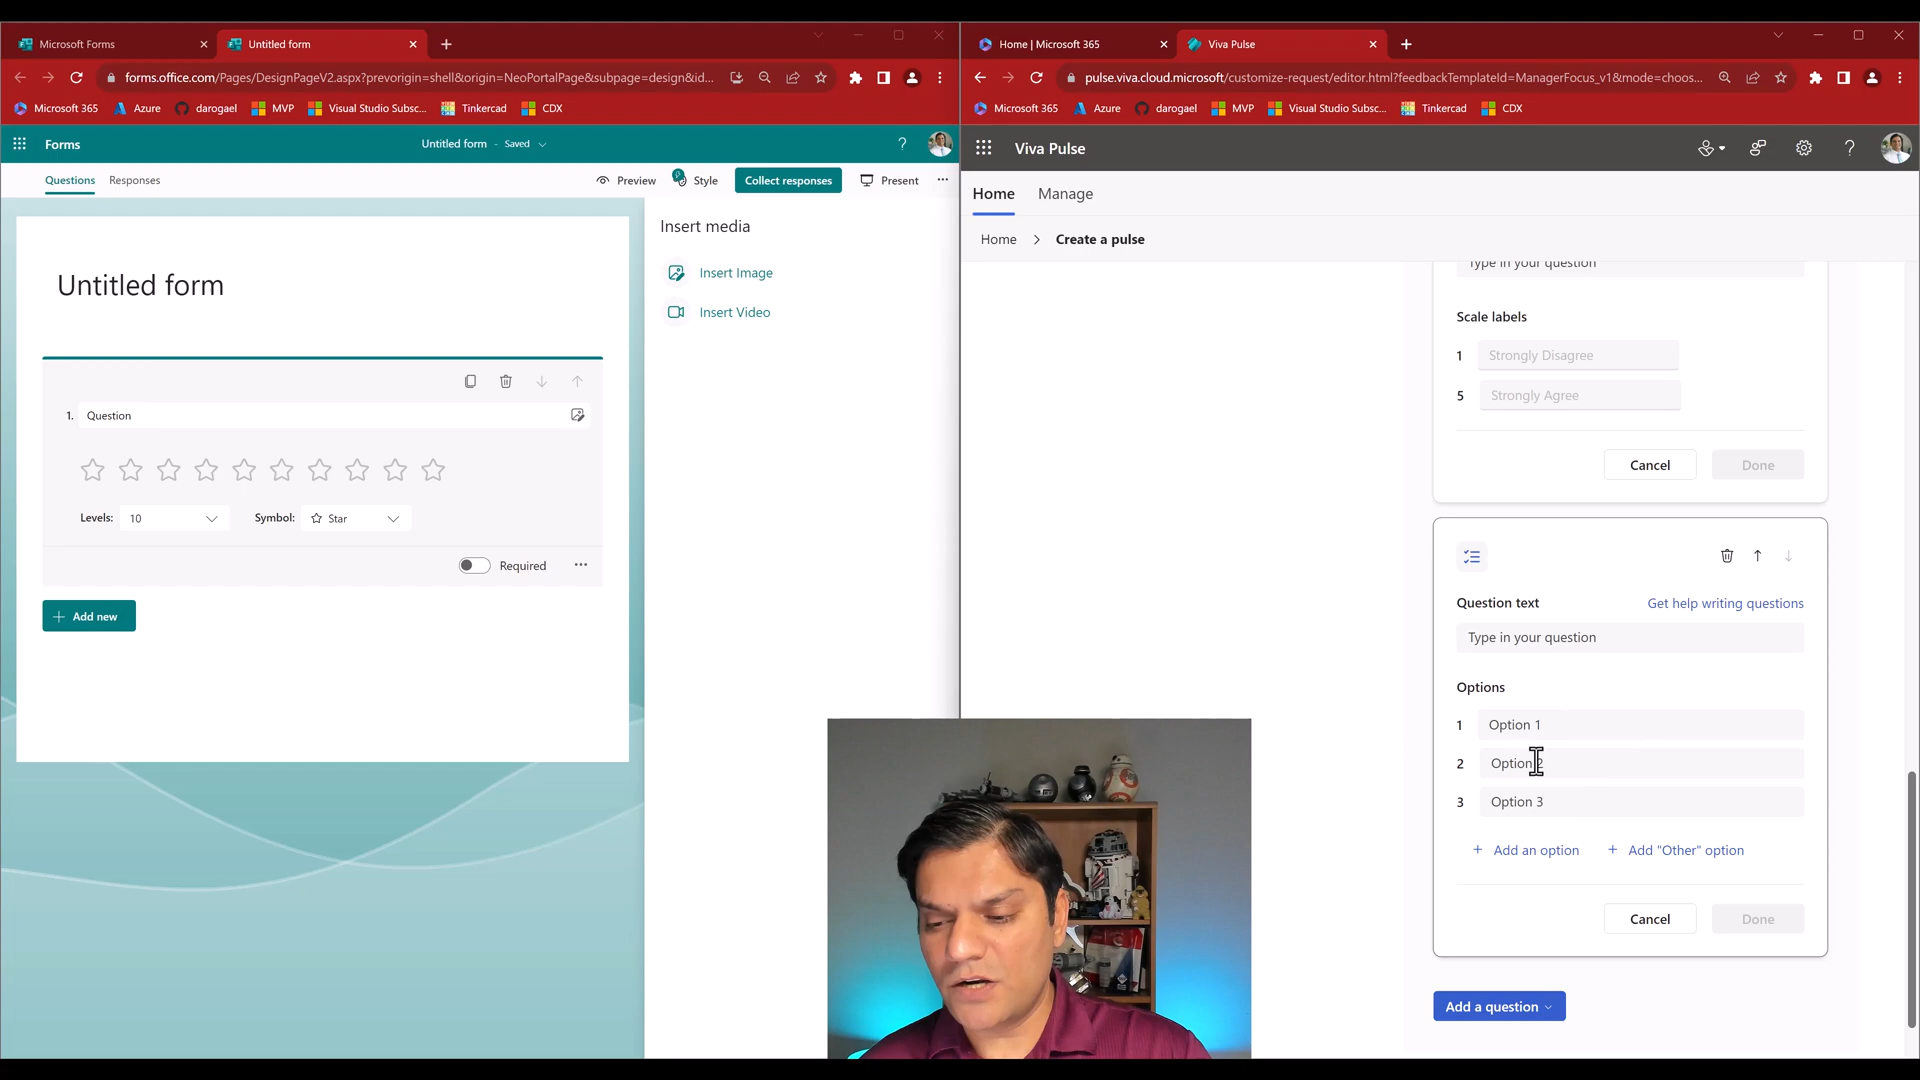 Microsoft Forms
Untitled form
forms.office.com/Pages/DesignPageV2.aspx?prevorigin=shell&origin=NeoPortalPage&subpage=design&id...
Microsoft 365
Azure
darogael
MVP
Visual Studio Subsc...
Tinkercad
CDX
Forms
Untitled form - Saved
?
Questions
Responses
Preview
Style
Collect responses
Present
...
Untitled form
1. Question
Levels: 10
Symbol: Star
Required
...
+ Add new
Insert media
Insert Image
Insert Video
Home | Microsoft 365
Viva Pulse
pulse.viva.cloud.microsoft/customize-request/editor.html?feedbackTemplateId=ManagerFocus_v1&mode=choos...
Microsoft 365
Azure
darogael
MVP
Visual Studio Subsc...
Tinkercad
CDX
Viva Pulse
?
Home
Manage
Home > Create a pulse
Type in your question
Scale labels
1 Strongly Disagree
5 Strongly Agree
Cancel
Done
Question text
Get help writing questions
Type in your question
Options
1 Option 1
2 Option 2
3 Option 3
+ Add an option
+ Add "Other" option
Cancel
Done
Add a question